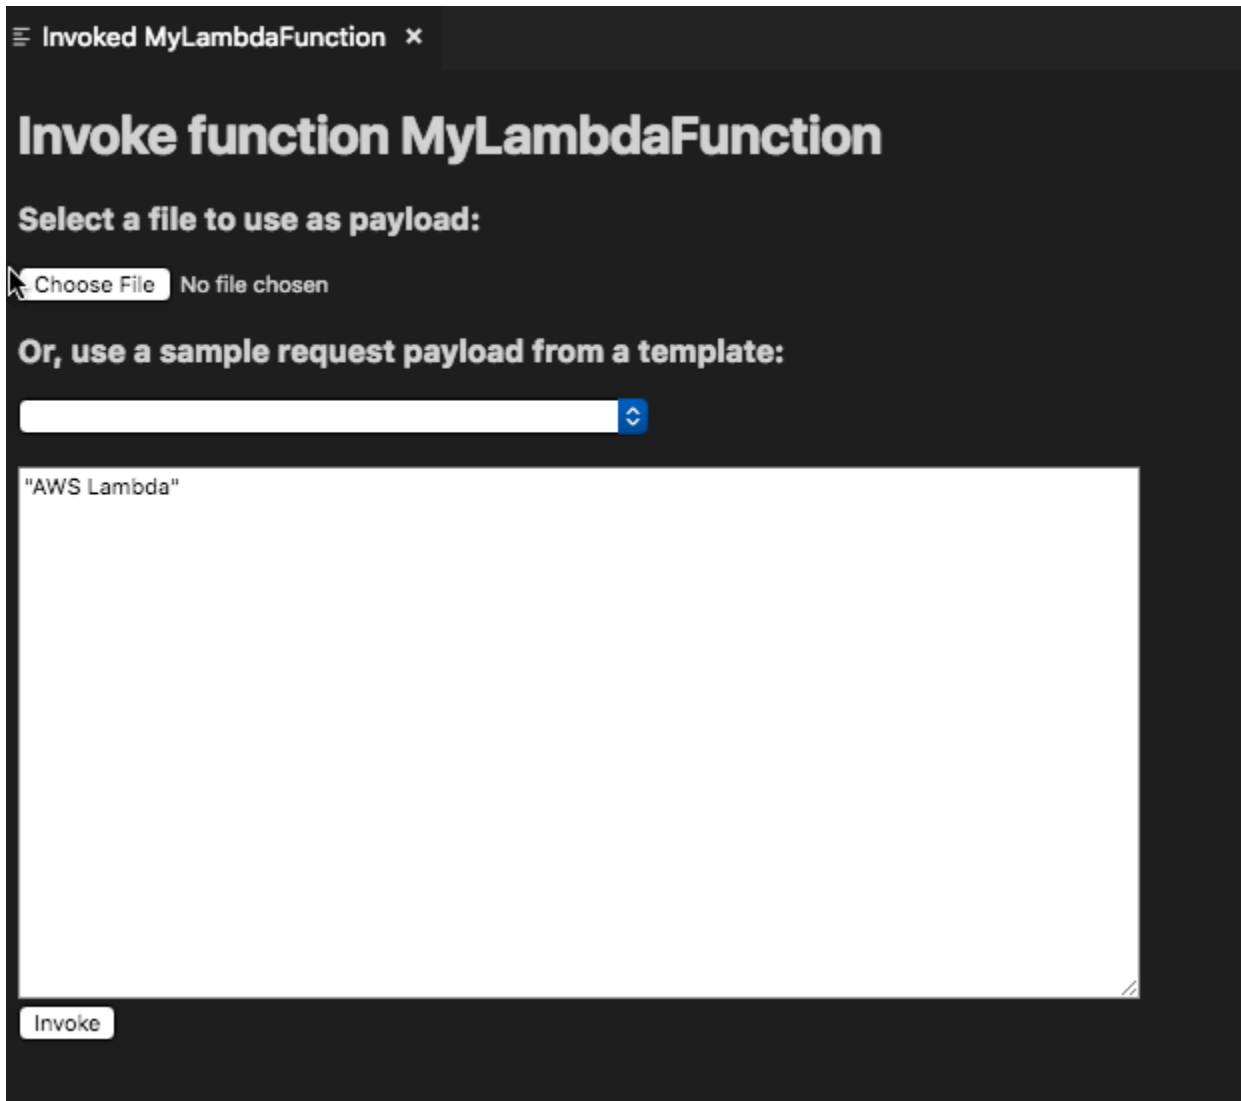 Invoked MyLambdaFunction ×
Invoke function MyLambdaFunction
Select a file to use as payload:
Choose File No file chosen
Or, use a sample request payload from a template:
"AWS Lambda"
Invoke